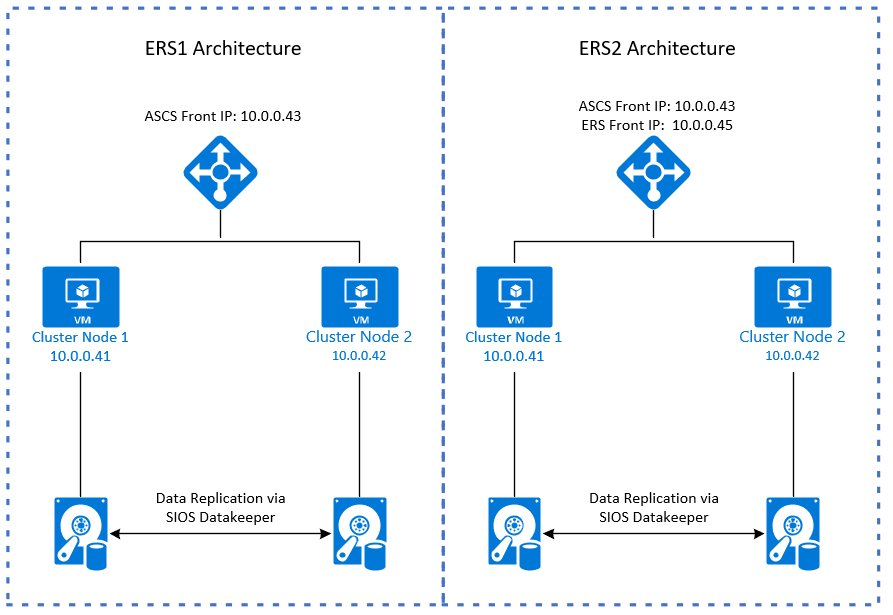 ERS1 Architecture
ASCS Front IP: 10.0.0.43
VM
Cluster Node 1
10.0.0.41
VM
Cluster Node 2
10.0.0.42
Data Replication via
SIOS Datakeeper
ERS2 Architecture
ASCS Front IP: 10.0.0.43
ERS Front IP: 10.0.0.45
VM
Cluster Node 1
10.0.0.41
VM
Cluster Node 2
10.0.0.42
Data Replication via
SIOS Datakeeper